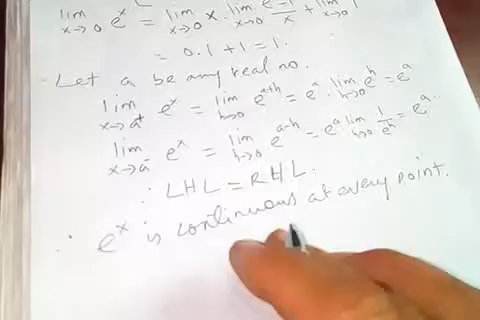 lim x→0 e^x = lim x→0 x . lim x→0 (e^x-1)/x + lim x→0 1
= 0.1 + 1 = 1.
Let a be any real no.
lim x→a⁺ e^x = lim h→0 e^(a+h) = e^a . lim h→0 e^h = e^a
lim x→a⁻ e^x = lim h→0 e^(a-h) = e^a lim h→0 1/e^h = e^a.
∴ LHL = RHL.
∴ e^x is continuous at every point.